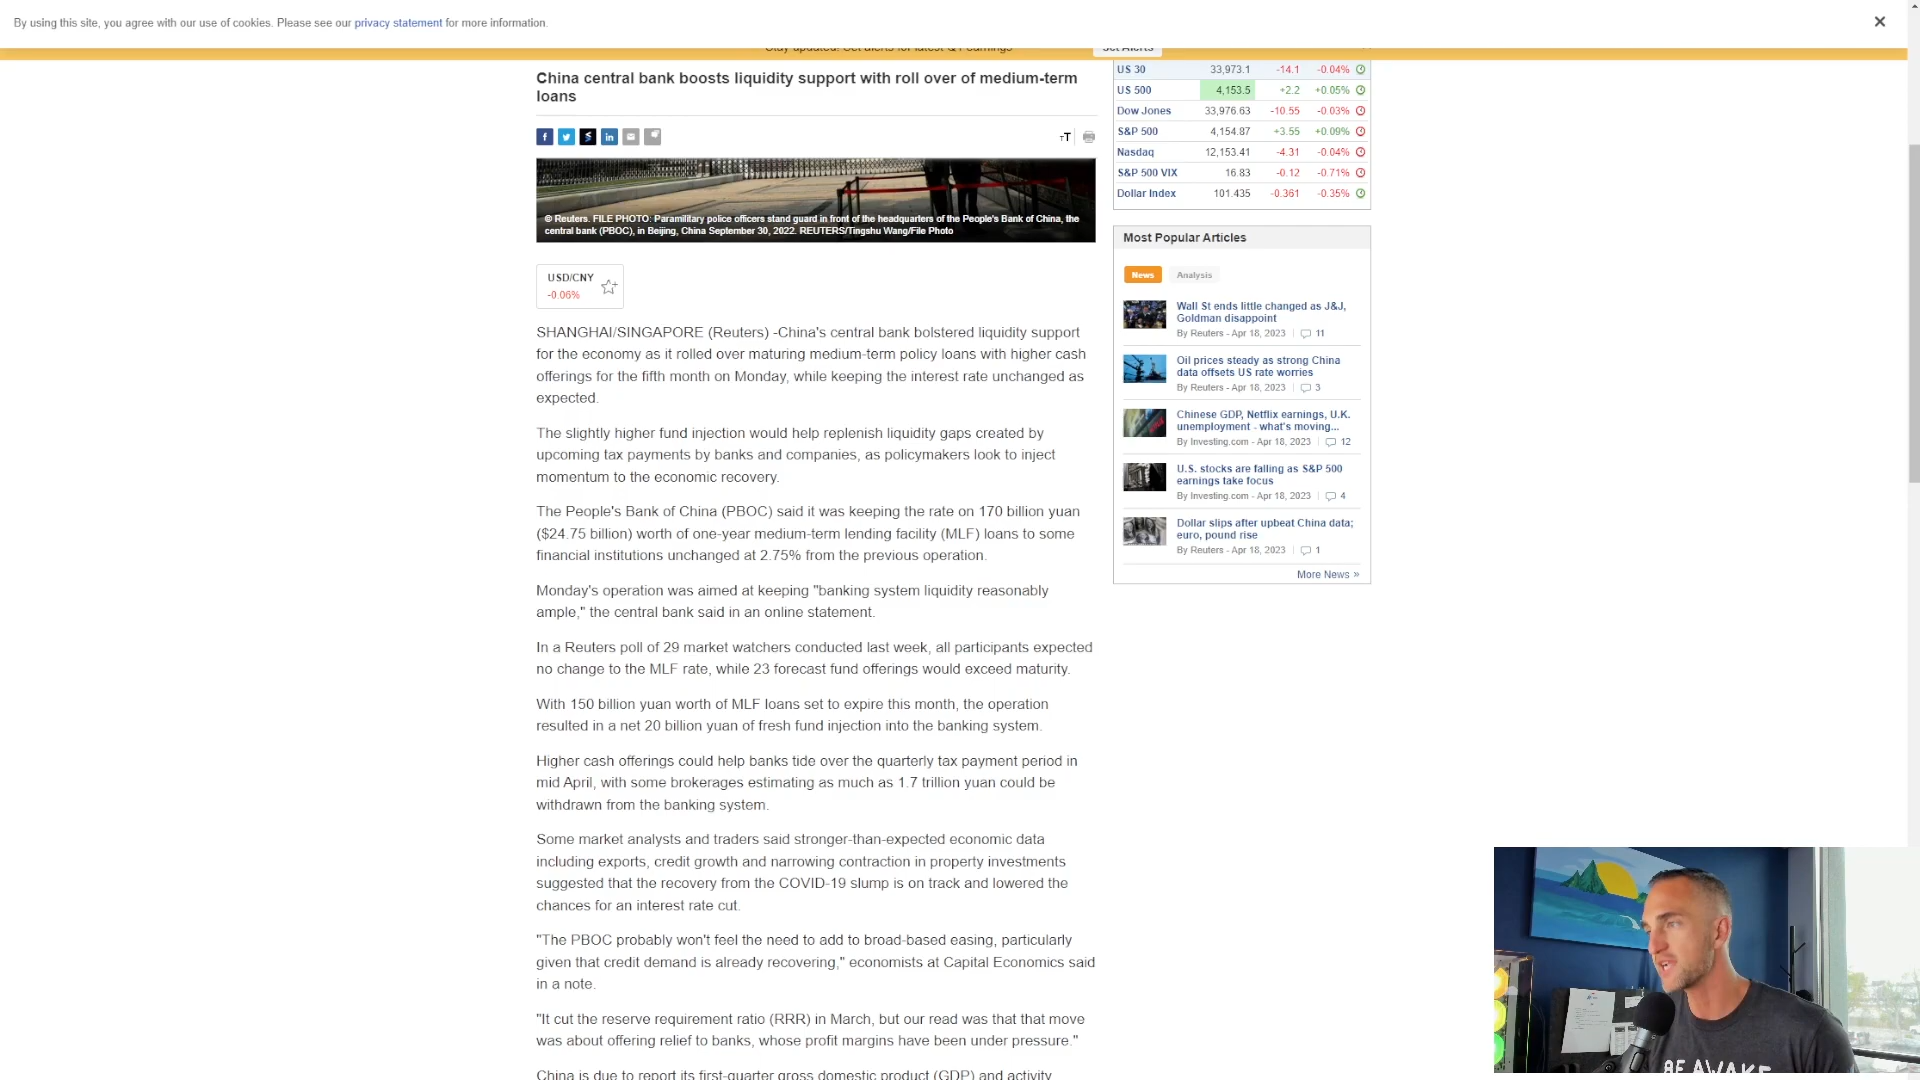 By using this site, you agree with our use of cookies. Please see our privacy statement for more information.
Stay updated! Set alerts for latest Q1 earnings
Set Alerts
China central bank boosts liquidity support with roll over of medium-term
loans
© Reuters. FILE PHOTO: Paramilitary police officers stand guard in front of the headquarters of the People's Bank of China, the
central bank (PBOC), in Beijing, China September 30, 2022. REUTERS/Tingshu Wang/File Photo
USD/CNY
-0.06%
SHANGHAI/SINGAPORE (Reuters) -China's central bank bolstered liquidity support
for the economy as it rolled over maturing medium-term policy loans with higher cash
offerings for the fifth month on Monday, while keeping the interest rate unchanged as
expected.
The slightly higher fund injection would help replenish liquidity gaps created by
upcoming tax payments by banks and companies, as policymakers look to inject
momentum to the economic recovery.
The People's Bank of China (PBOC) said it was keeping the rate on 170 billion yuan
($24.75 billion) worth of one-year medium-term lending facility (MLF) loans to some
financial institutions unchanged at 2.75% from the previous operation.
Monday's operation was aimed at keeping "banking system liquidity reasonably
ample," the central bank said in an online statement.
In a Reuters poll of 29 market watchers conducted last week, all participants expected
no change to the MLF rate, while 23 forecast fund offerings would exceed maturity.
With 150 billion yuan worth of MLF loans set to expire this month, the operation
resulted in a net 20 billion yuan of fresh fund injection into the banking system.
Higher cash offerings could help banks tide over the quarterly tax payment period in
mid April, with some brokerages estimating as much as 1.7 trillion yuan could be
withdrawn from the banking system.
Some market analysts and traders said stronger-than-expected economic data
including exports, credit growth and narrowing contraction in property investments
suggested that the recovery from the COVID-19 slump is on track and lowered the
chances for an interest rate cut.
"The PBOC probably won't feel the need to add to broad-based easing, particularly
given that credit demand is already recovering," economists at Capital Economics said
in a note.
"It cut the reserve requirement ratio (RRR) in March, but our read was that that move
was about offering relief to banks, whose profit margins have been under pressure."
China is due to report its first-quarter gross domestic product (GDP) and activity
US 30 33,973.1 -14.1 -0.04%
US 500 4,153.5 +2.2 +0.05%
Dow Jones 33,976.63 -10.55 -0.03%
S&P 500 4,154.87 +3.55 +0.09%
Nasdaq 12,153.41 -4.31 -0.04%
S&P 500 VIX 16.83 -0.12 -0.71%
Dollar Index 101.435 -0.361 -0.35%
Most Popular Articles
News Analysis
Wall St ends little changed as J&J,
Goldman disappoint
By Reuters - Apr 18, 2023 11
Oil prices steady as strong China
data offsets US rate worries
By Reuters - Apr 18, 2023 3
Chinese GDP, Netflix earnings, U.K.
unemployment - what's moving...
By Investing.com - Apr 18, 2023 12
U.S. stocks are falling as S&P 500
earnings take focus
By Investing.com - Apr 18, 2023 4
Dollar slips after upbeat China data;
euro, pound rise
By Reuters - Apr 18, 2023 1
More News »
BE AWAKE